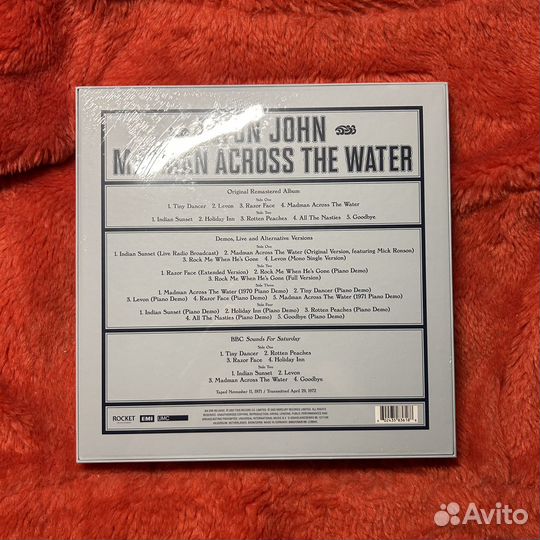 JOHN
MADMAN ACROSS THE WATER
Original Remastered Album
Side One
1. Tiny Dancer 2. Levon 3. Razor Face 4. Madman Across The Water
Side Two
1. Indian Sunset 2. Holiday Inn 3. Rotten Peaches 4. All The Nasties 5. Goodbye
Demos, Live and Alternative Versions
Side One
1. Indian Sunset (Live Radio Broadcast) 2. Madman Across The Water (Original Version, featuring Mick Ronson)
3. Rock Me When He's Gone 4. Levon (Mono Single Version)
Side Two
1. Razor Face (Extended Version) 2. Rock Me When He's Gone (Piano Demo)
3. Rock Me When He's Gone (Full Version)
Side Three
1. Madman Across The Water (1970 Piano Demo) 2. Tiny Dancer (Piano Demo)
3. Levon (Piano Demo) 4. Razor Face (Piano Demo) 5. Madman Across The Water (1971 Piano Demo)
Side Four
1. Indian Sunset (Piano Demo) 2. Holiday Inn (Piano Demo) 3. Rotten Peaches (Piano Demo)
4. All The Nasties (Piano Demo) 5. Goodbye (Piano Demo)
BBC Sounds For Saturday
Side One
1. Tiny Dancer 2. Rotten Peaches
3. Razor Face 4. Holiday Inn
Side Two
1. Indian Sunset 2. Levon
3. Madman Across The Water 4. Goodbye
Taped November 11, 1971 / Transmitted April 29, 1972
ROCKET EMI UMC
Avito